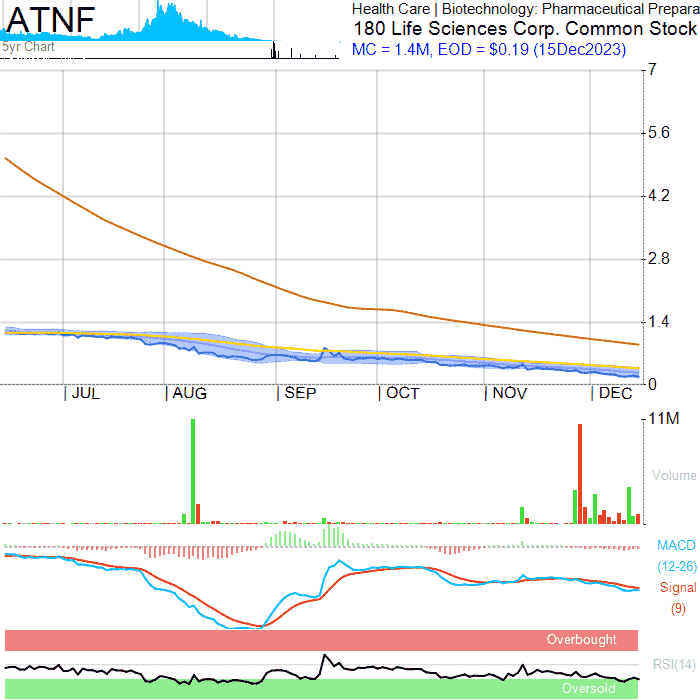 ATNF
5yr Chart
Health Care | Biotechnology: Pharmaceutical Prepara
180 Life Sciences Corp. Common Stock
MC = 1.4M, EOD = $0.19 (15Dec2023)
7
5.6
4.2
2.8
1.4
0
JUL AUG SEP OCT NOV DEC
11M
Volume
MACD
(12-26)
Signal
(9)
Overbought
RSI(14)
Oversold